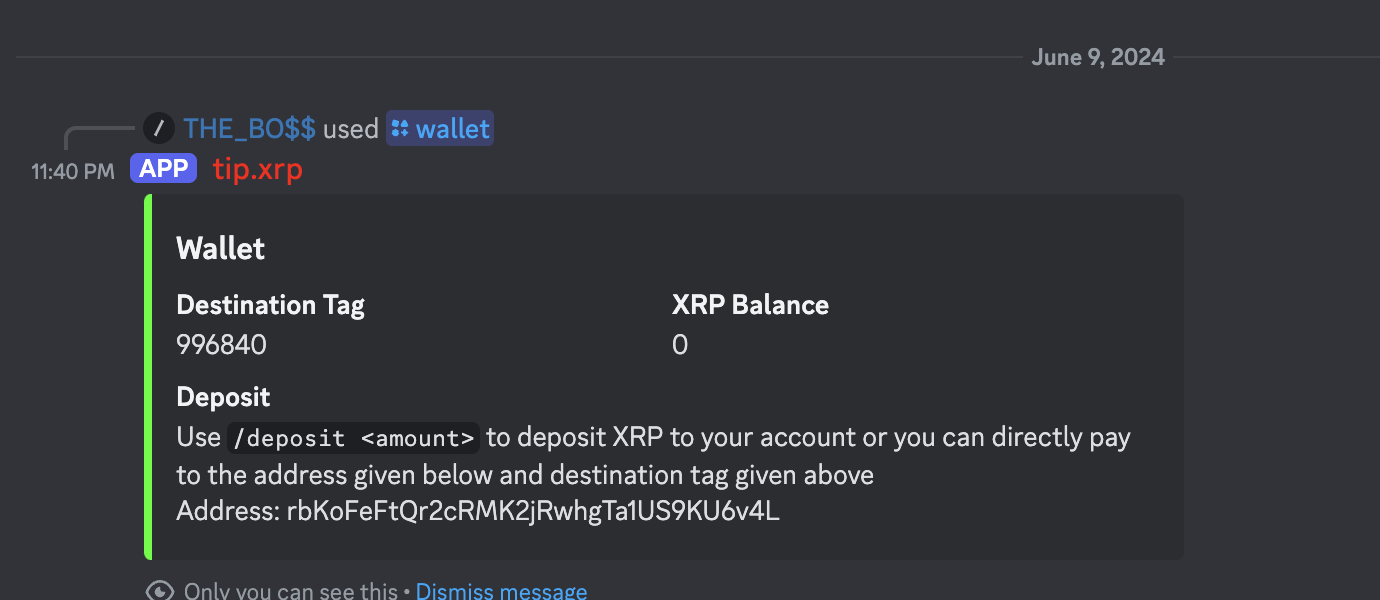 June 9, 2024
/ THE_BO$$ used wallet
11:40 PM APP tip.xrp
Wallet
Destination Tag XRP Balance
996840 0
Deposit
Use /deposit <amount> to deposit XRP to your account or you can directly pay
to the address given below and destination tag given above
Address: rbKoFeFtQr2cRMK2jRwhgTa1US9KU6v4L
Only you can see this • Dismiss message